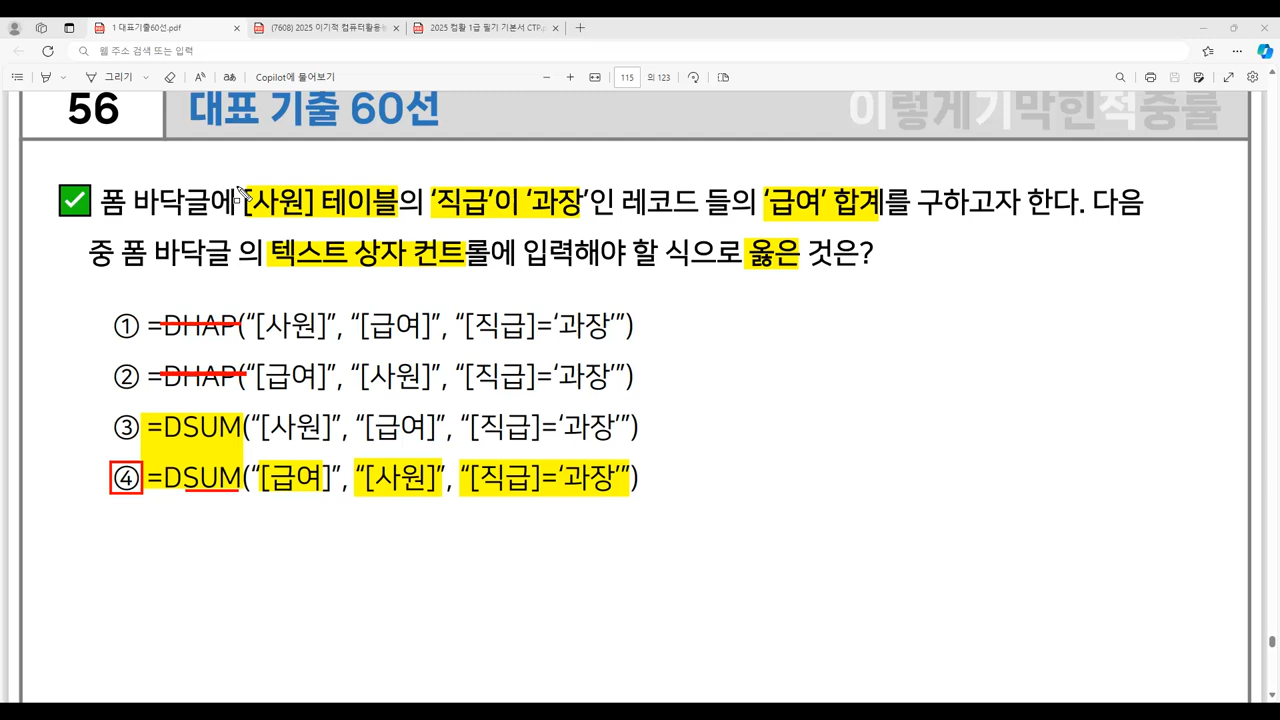 1 대표기출60선.pdf
(7608) 2025 이기적 컴퓨터활용능
2025 컴활 1급 필기 기본서 CTP.p
웹 주소 검색 또는 입력
그리기
Copilot에 물어보기
115 의 123
56 대표 기출 60선 이렇게기막힌적중률
폼 바닥글에 [사원] 테이블의 ‘직급’이 ‘과장’인 레코드 들의 ‘급여’ 합계를 구하고자 한다. 다음
중 폼 바닥글 의 텍스트 상자 컨트롤에 입력해야 할 식으로 옳은 것은?
① =DHAP(“[사원]”, “[급여]”, “[직급]=‘과장’”)
② =DHAP(“[급여]”, “[사원]”, “[직급]=‘과장’”)
③ =DSUM(“[사원]”, “[급여]”, “[직급]=‘과장’”)
④ =DSUM(“[급여]”, “[사원]”, “[직급]=‘과장’”)